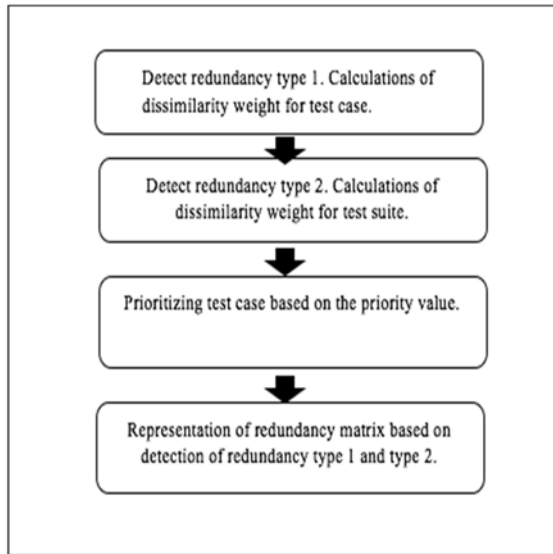 Detect redundancy type 1. Calculations of
dissimilarity weight for test case.
Detect redundancy type 2. Calculations of
dissimilarity weight for test suite.
Prioritizing test case based on the priority value.
Representation of redundancy matrix based on
detection of redundancy type 1 and type 2.